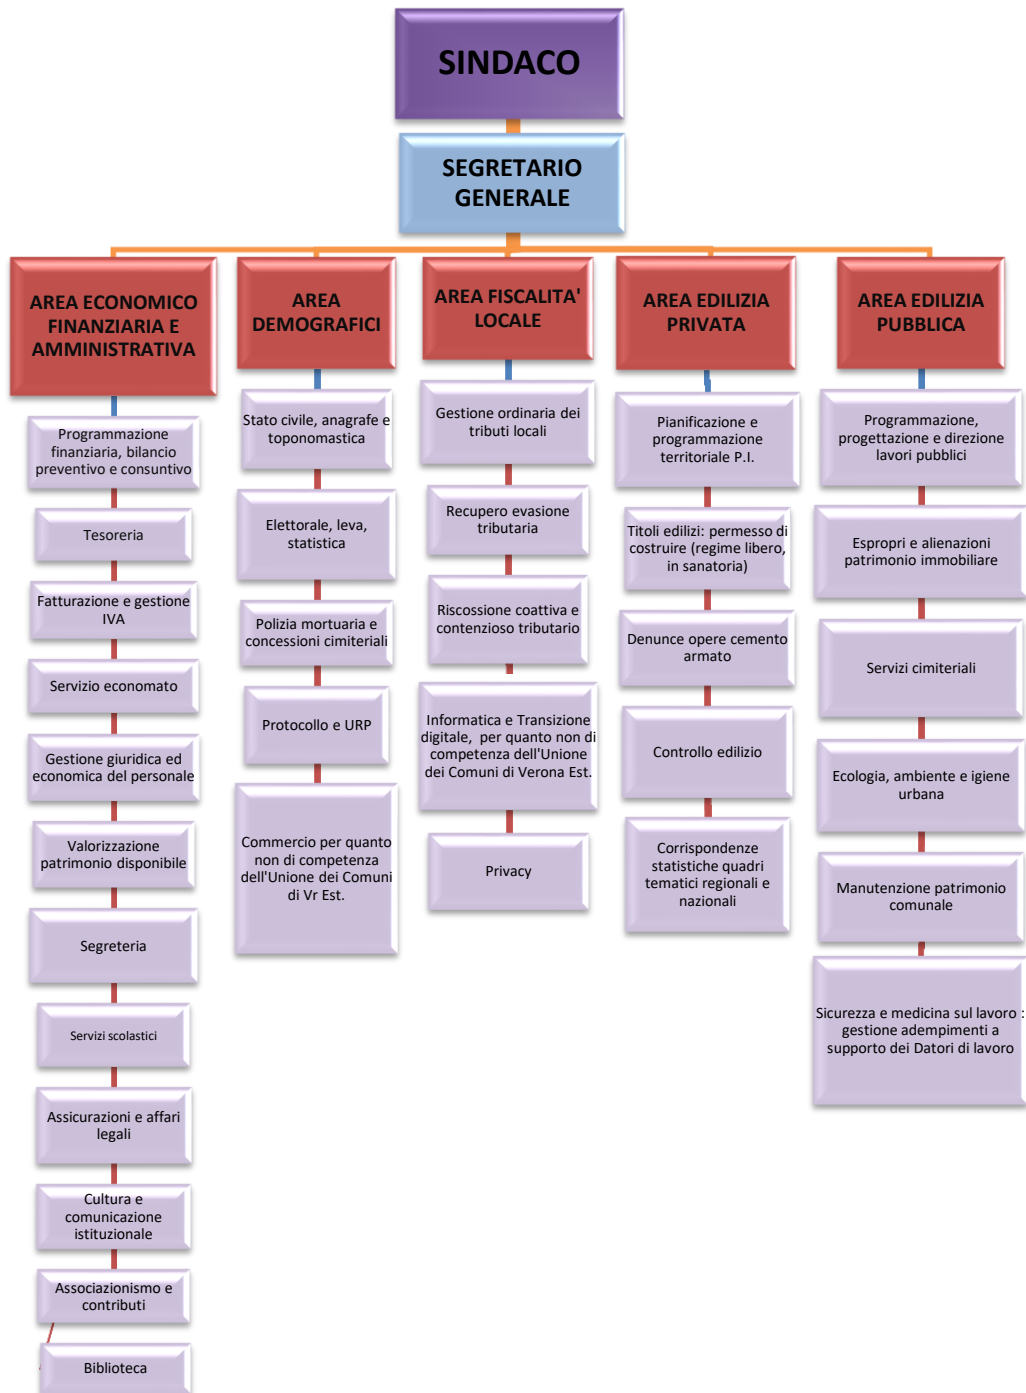 SINDACO
SEGRETARIO
GENERALE
AREA ECONOMICO
FINANZIARIA E
AMMINISTRATIVA
Programmazione
finanziaria, bilancio
preventivo e consuntivo
Tesoreria
Fatturazione e gestione
IVA
Servizio economato
Gestione giuridica ed
economica del personale
Valorizzazione
patrimonio disponibile
Segreteria
Servizi scolastici
Assicurazioni e affari
legali
Cultura e
comunicazione
istituzionale
Associazionismo e
contributi
Biblioteca
AREA
DEMOGRAFICI
Stato civile, anagrafe e
toponomastica
Elettorale, leva,
statistica
Polizia mortuaria e
concessioni cimiteriali
Protocollo e URP
Commercio per quanto
non di competenza
dell'Unione dei Comuni
di Vr Est.
AREA FISCALITA'
LOCALE
Gestione ordinaria dei
tributi locali
Recupero evasione
tributaria
Riscossione coattiva e
contenzioso tributario
Informatica e Transizione
digitale, per quanto non di
competenza dell'Unione
dei Comuni di Verona Est.
Privacy
AREA EDILIZIA
PRIVATA
Pianificazione e
programmazione
territoriale P.I.
Titoli edilizi: permesso di
costruire (regime libero,
in sanatoria)
Denunce opere cemento
armato
Controllo edilizio
Corrispondenze
statistiche quadri
tematici regionali e
nazionali
AREA EDILIZIA
PUBBLICA
Programmazione,
progettazione e direzione
lavori pubblici
Espropri e alienazioni
patrimonio immobiliare
Servizi cimiteriali
Ecologia, ambiente e igiene
urbana
Manutenzione patrimonio
comunale
Sicurezza e medicina sul lavoro :
gestione adempimenti a
supporto dei Datori di lavoro